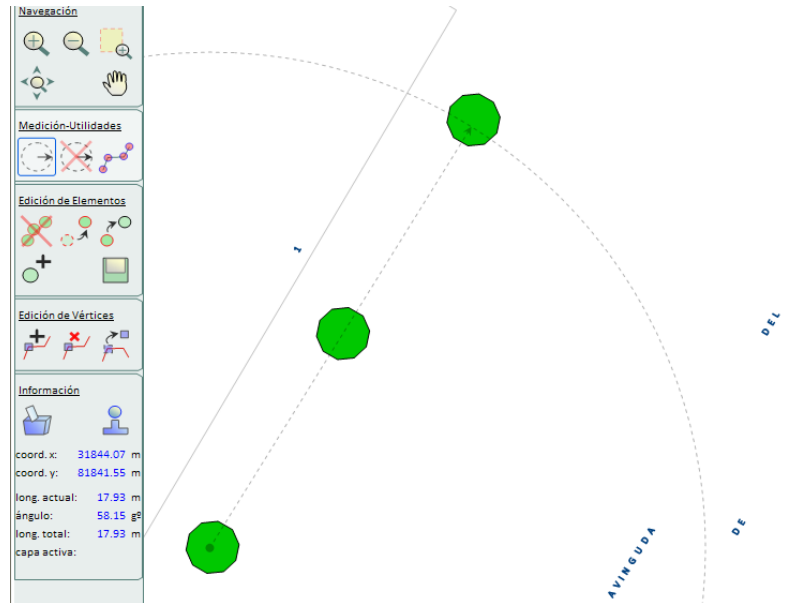 Navegación
Medición-Utilidades
Edición de Elementos
Edición de Vértices
Información
coord. x: 31844.07 m
coord. y: 81841.55 m
long. actual: 17.93 m
ángulo: 58.15 gº
long. total: 17.93 m
capa activa:
1
AVINGUDA
DE
DEL